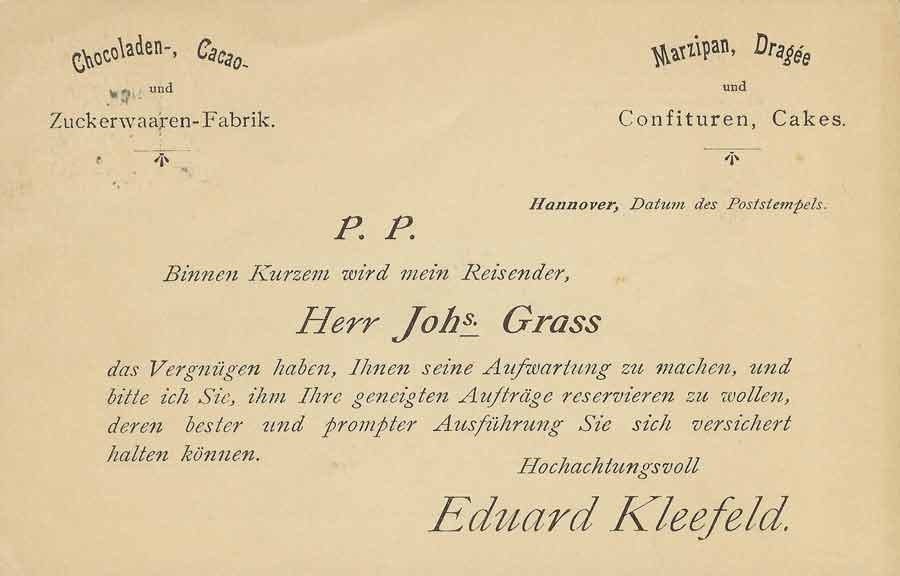 Chocoladen-, Cacao-
und
Zuckerwaaren-Fabrik.
Marzipan, Dragée
und
Confituren, Cakes.
Hannover, Datum des Poststempels.
P. P.
Binnen Kurzem wird mein Reisender,
Herr Johs. Grass
das Vergnügen haben, Ihnen seine Aufwartung zu machen, und
bitte ich Sie, ihm Ihre geneigten Aufträge reservieren zu wollen,
deren bester und prompter Ausführung Sie sich versichert
halten können.
Hochachtungsvoll
Eduard Kleefeld.